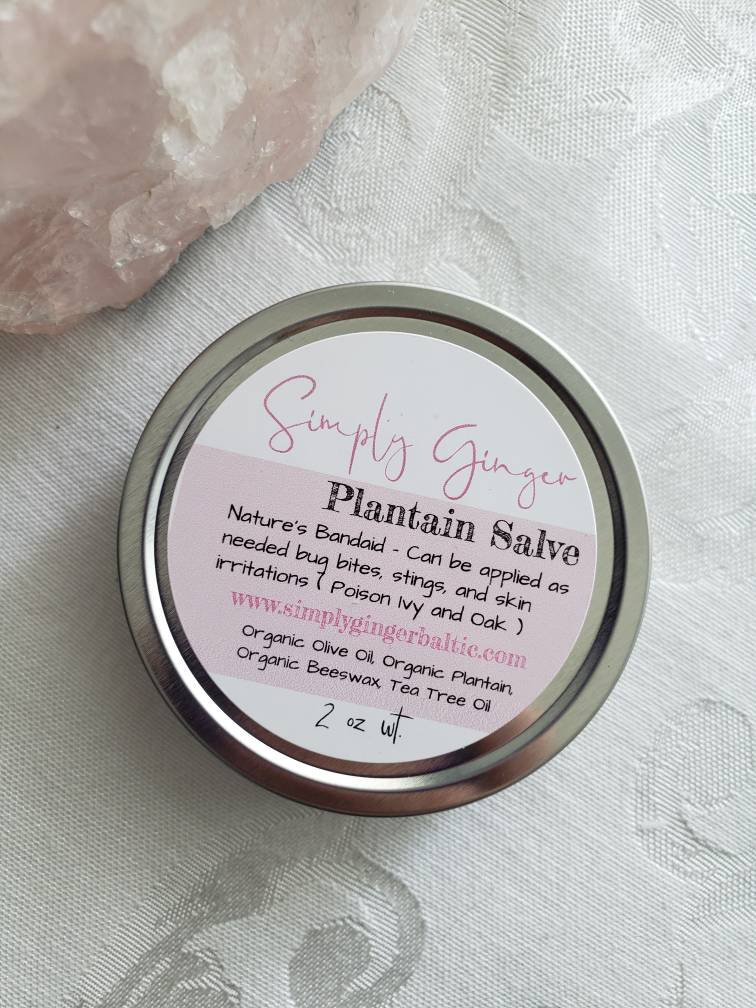 Simply Ginger
Plantain Salve
Nature's Bandaid - Can be applied as
needed bug bites, stings, and skin
irritations ( Poison Ivy and Oak )
www.simplygingerbaltic.com
Organic Olive Oil, Organic Plantain,
Organic Beeswax, Tea Tree Oil
2 oz wt.